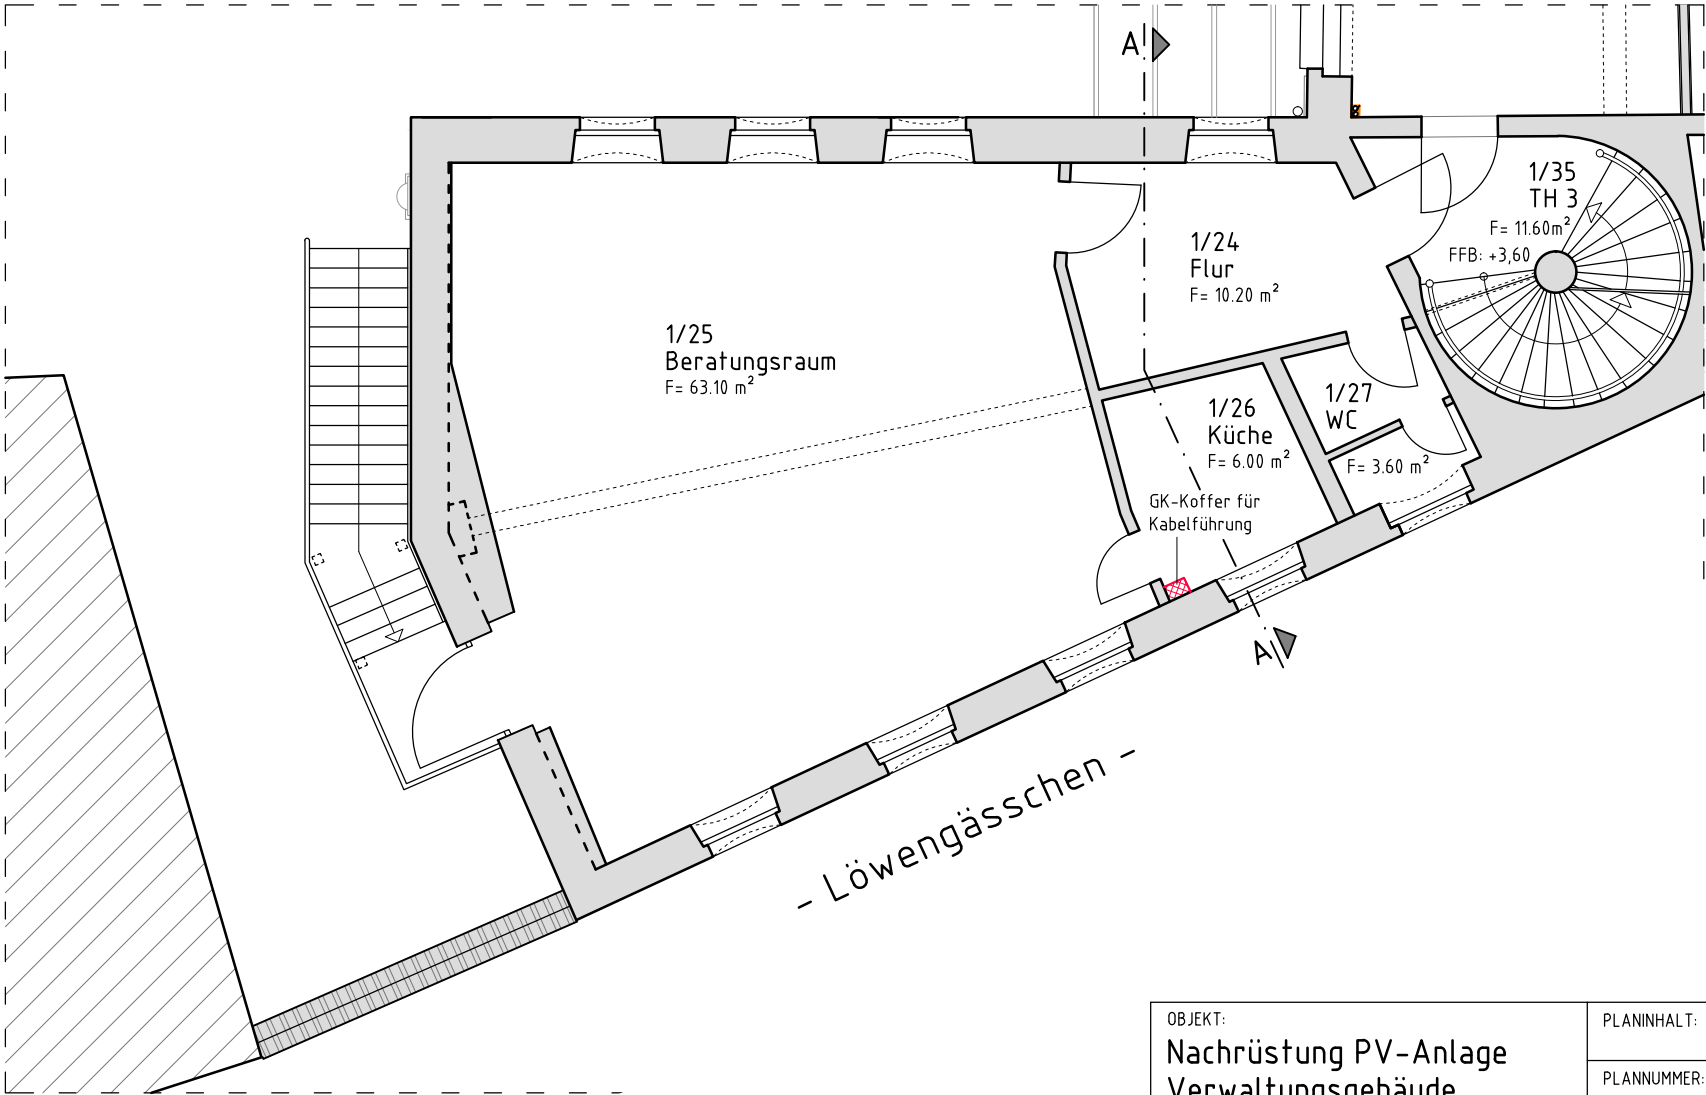 A
1/35
TH 3
F= 11.60m²
FFB: +3,60
1/24
Flur
F= 10.20 m²
1/25
Beratungsraum
F= 63.10 m²
1/27
WC
F= 3.60 m²
1/26
Küche
F= 6.00 m²
GK-Koffer für
Kabelführung
A
- Löwengässchen -
OBJEKT:
Nachrüstung PV-Anlage
Verwaltungsgebäude
PLANINHALT:
PLANNUMMER: